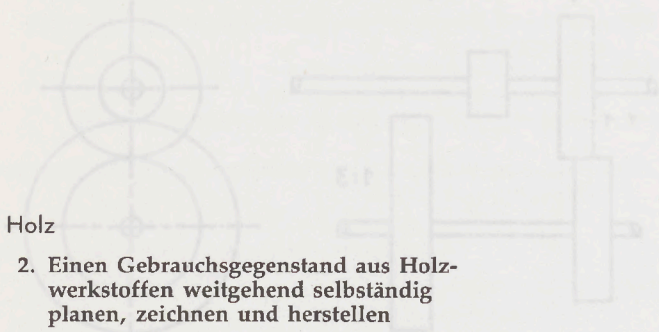 Holz
2. Einen Gebrauchsgegenstand aus Holz-
werkstoffen weitgehend selbständig
planen, zeichnen und herstellen